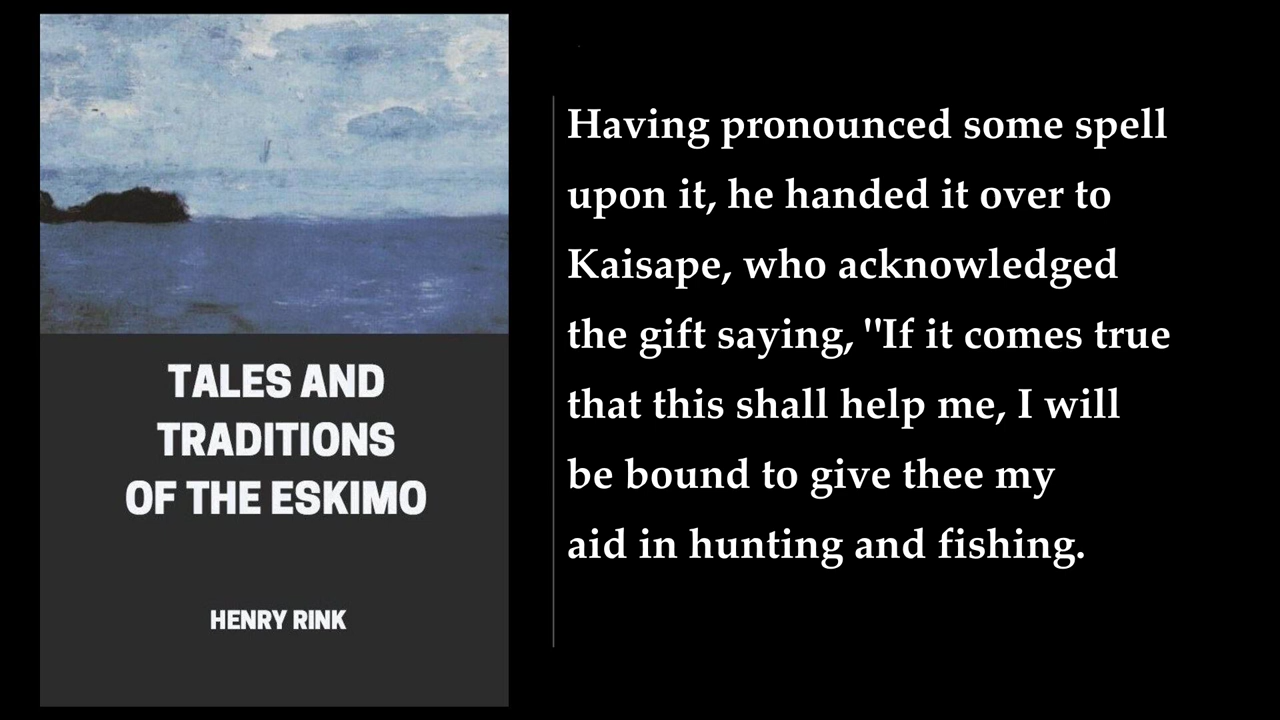 TALES AND
TRADITIONS
OF THE ESKIMO
HENRY RINK
Having pronounced some spell
upon it, he handed it over to
Kaisape, who acknowledged
the gift saying, "If it comes true
that this shall help me, I will
be bound to give thee my
aid in hunting and fishing.